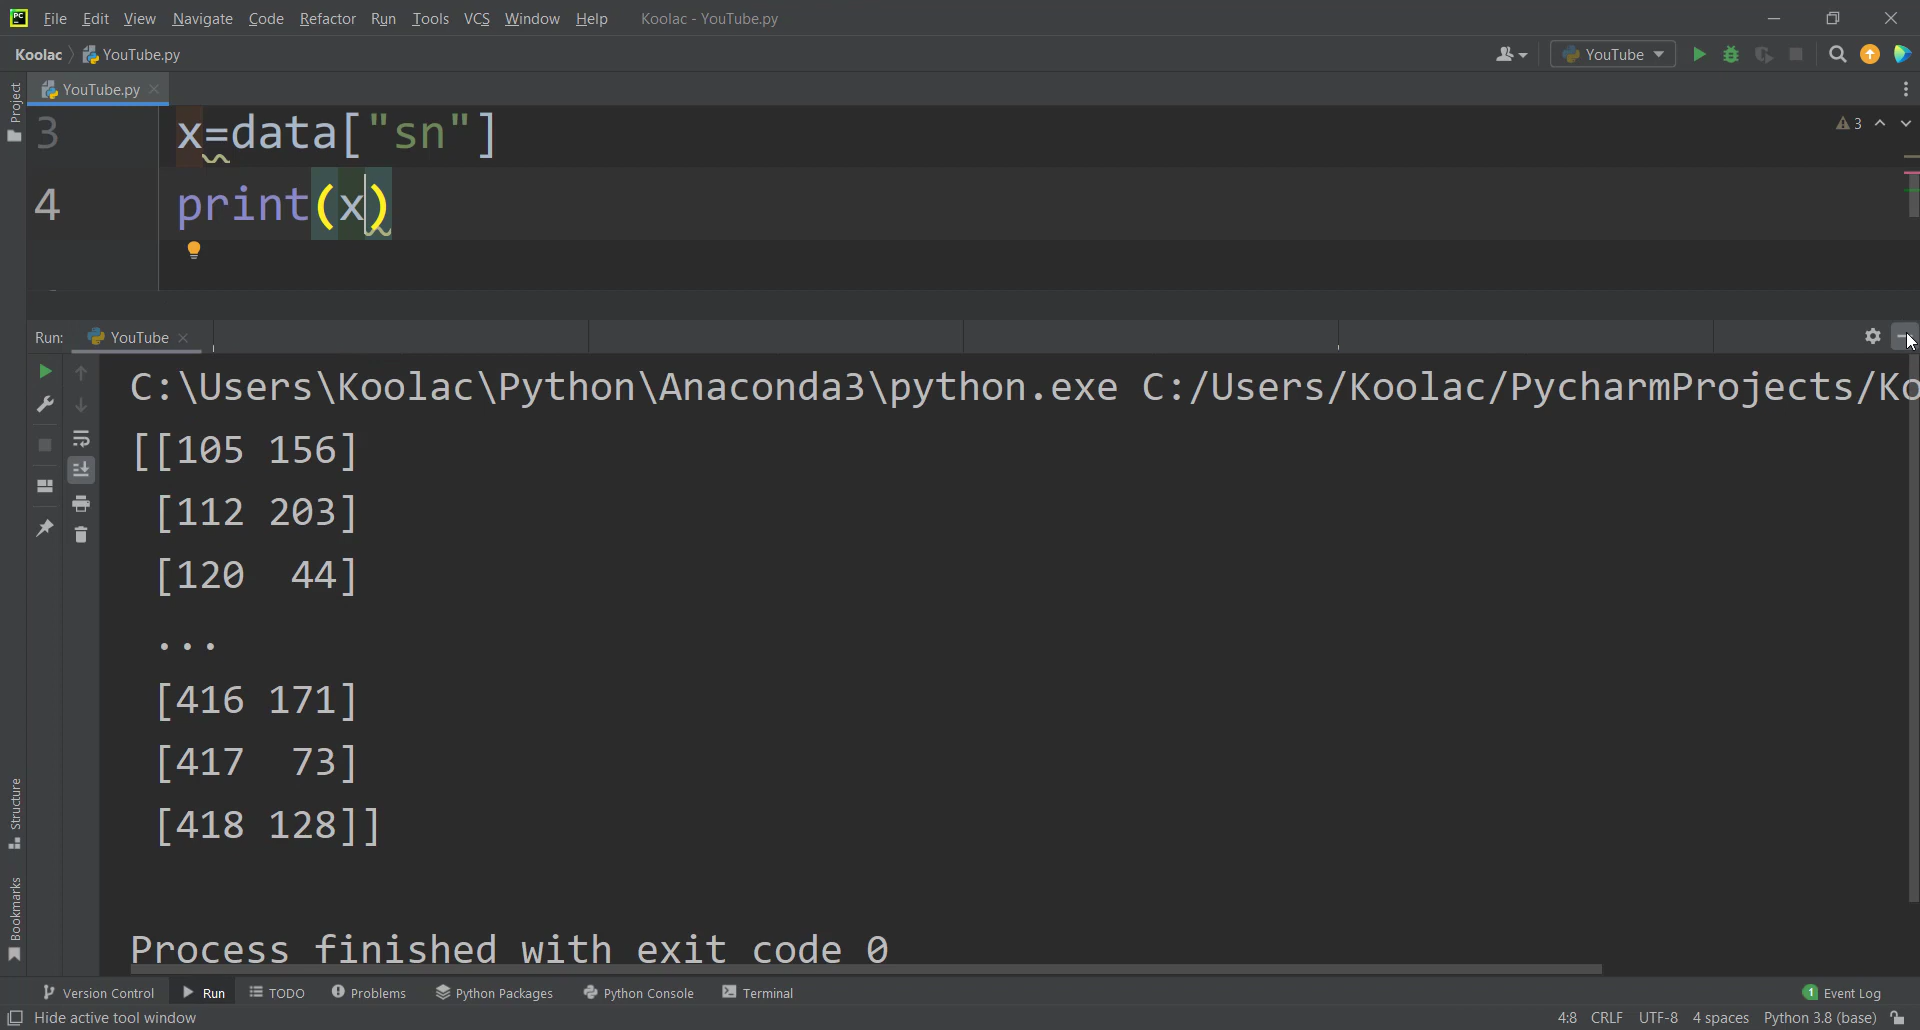 File Edit View Navigate Code Refactor Run Tools VCS Window Help Koolac - YouTube.py
Koolac YouTube.py YouTube
YouTube.py
Project
3 x=data["sn"] 3
4 print(x)
Run: YouTube
C:\Users\Koolac\Python\Anaconda3\python.exe C:/Users/Koolac/PycharmProjects/Ko
[[105 156]
[112 203]
[120 44]
...
[416 171]
[417 73]
[418 128]]
Process finished with exit code 0
Structure
Bookmarks
Version Control Run TODO Problems Python Packages Python Console Terminal 1 Event Log
Hide active tool window 4:8 CRLF UTF-8 4 spaces Python 3.8 (base)